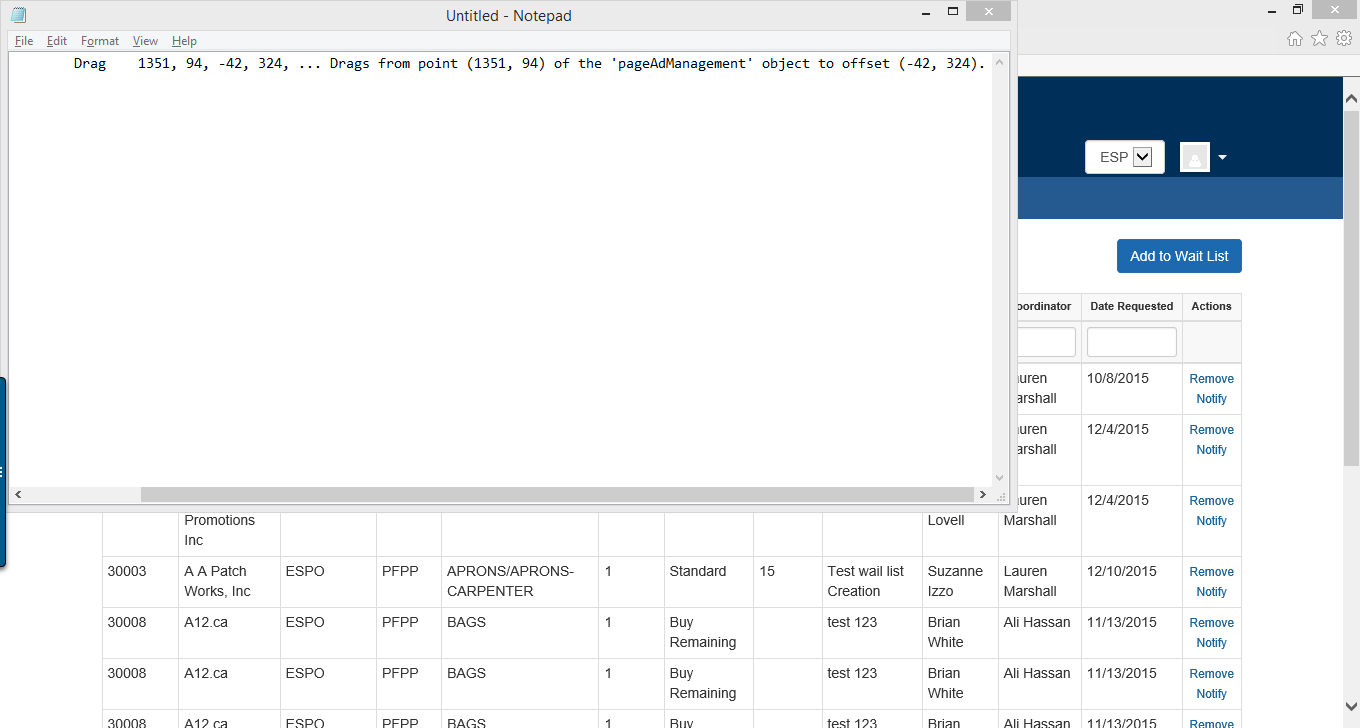 Untitled - Notepad
File Edit Format View Help
Drag 1351, 94, -42, 324, ... Drags from point (1351, 94) of the 'pageAdManagement' object to offset (-42, 324).
ESP
Add to Wait List
oordinator Date Requested Actions
uren 10/8/2015 Remove
arshall Notify
uren 12/4/2015 Remove
arshall Notify
uren 12/4/2015 Remove
Promotions Lovell Marshall Notify
Inc
30003 A A Patch ESPO PFPP APRONS/APRONS- 1 Standard 15 Test wail list Suzanne Lauren 12/10/2015 Remove
Works, Inc CARPENTER Creation Izzo Marshall Notify
30008 A12.ca ESPO PFPP BAGS 1 Buy test 123 Brian Ali Hassan 11/13/2015 Remove
Remaining White Notify
30008 A12.ca ESPO PFPP BAGS 1 Buy test 123 Brian Ali Hassan 11/13/2015 Remove
Remaining White Notify
30008 A12.ca ESPO PFPP BAGS 1 Buy test 123 Brian Ali Hassan 11/13/2015 Remove